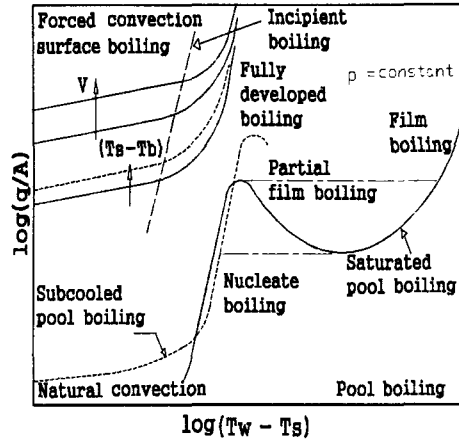 Forced convection
surface boiling
Incipient
boiling
V
Fully
developed
boiling
p = constant
(Ts-Tb)
Film
boiling
Partial
film boiling
log(q/A)
Subcooled
pool boiling
Nucleate
boiling
Saturated
pool boiling
Natural convection
Pool boiling
log(Tw - Ts)